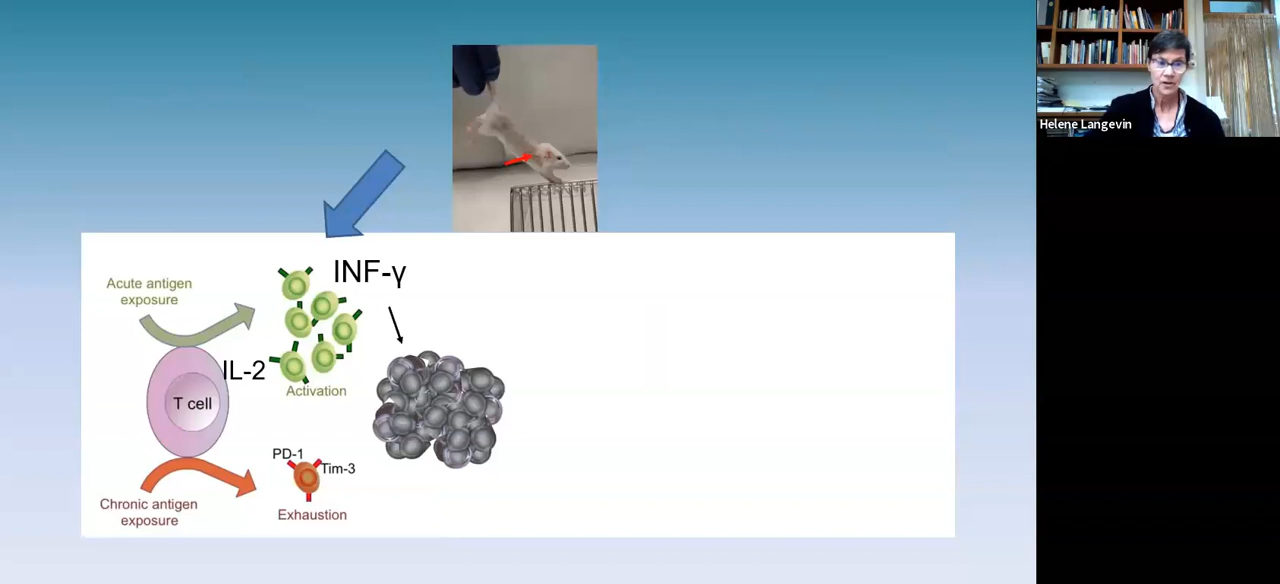 Helene Langevin
INF-γ
Acute antigen
exposure
IL-2
Activation
T cell
PD-1
Tim-3
Chronic antigen
exposure
Exhaustion